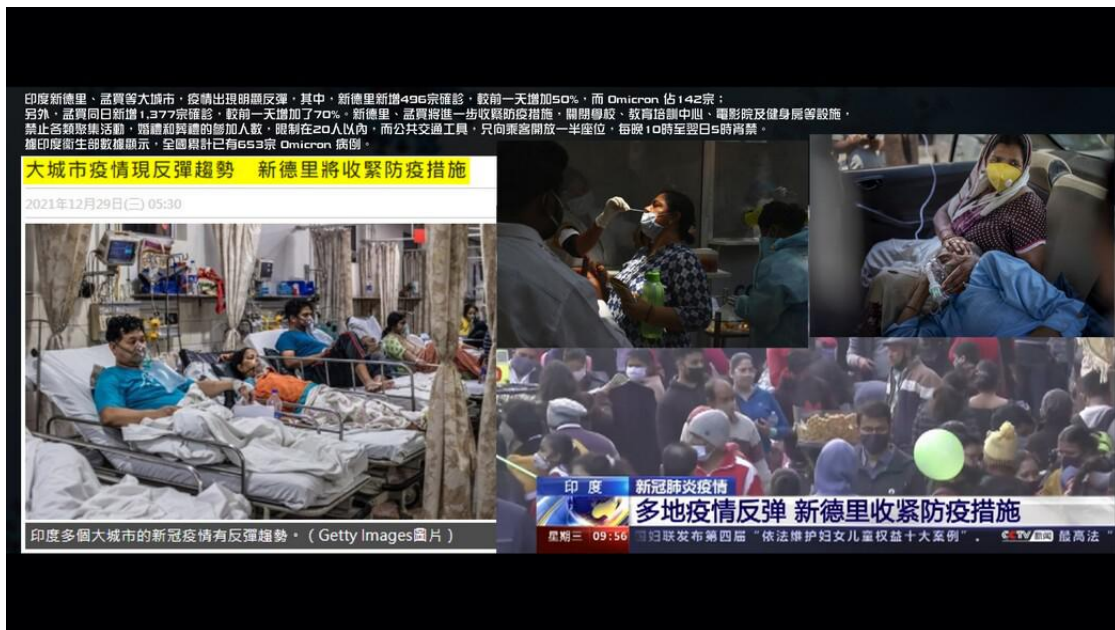 印度新德里、孟買等大城市，疫情出現明顯反彈，其中，新德里新增496宗確診，較前一天增加50%，而 Omicron 佔142宗；
另外，孟買同日新增1,377宗確診，較前一天增加了70%。新德里、孟買將進一步收緊防疫措施，關閉學校、教育培訓中心、電影院及健身房等設施，
禁止各類聚集活動，婚禮和葬禮的參加人數，限制在20人以內，而公共交通工具，只向乘客開放一半座位，每晚10時至翌日5時宵禁。
據印度衛生部數據顯示，全國累計已有653宗 Omicron 病例。
大城市疫情現反彈趨勢　新德里將收緊防疫措施
2021年12月29日(三) 05:30
印度多個大城市的新冠疫情有反彈趨勢。（Getty Images圖片）
印度 新冠肺炎疫情
多地疫情反弹 新德里收紧防疫措施
星期三 09:56 国妇联发布第四届“依法维护妇女儿童权益十大案例”。 CCTV新闻 最高法